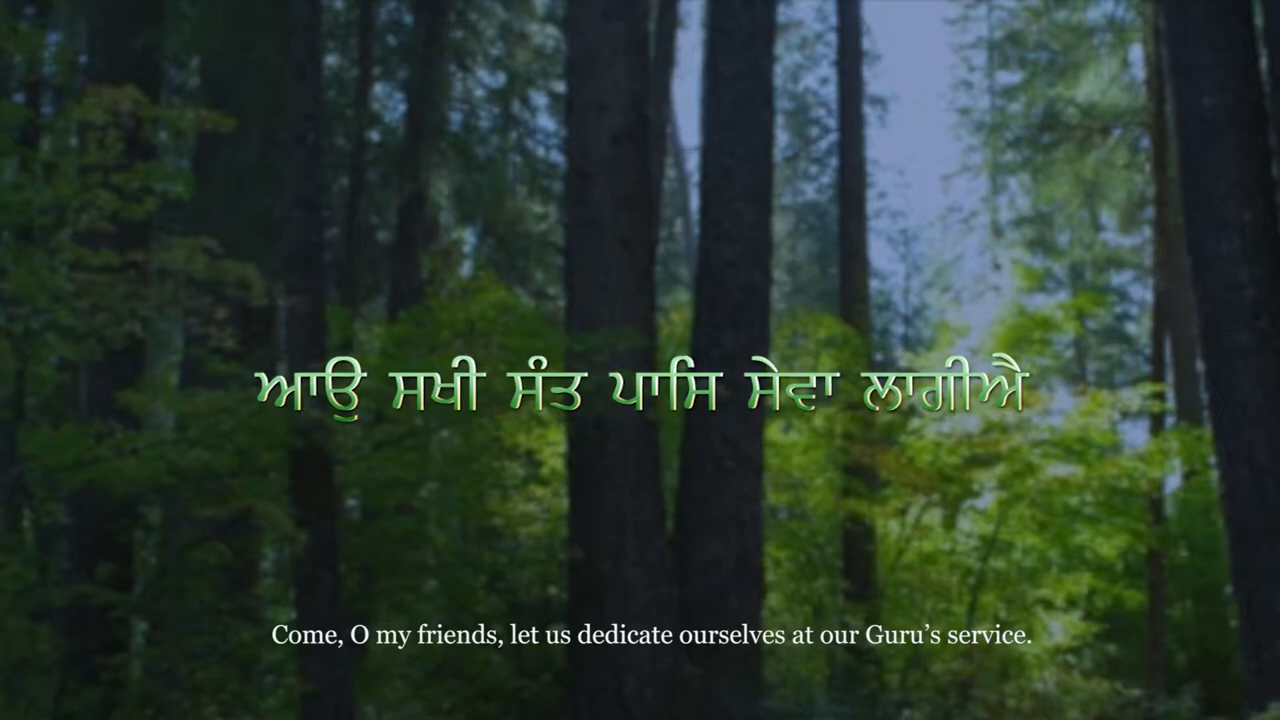 ਆਉ ਸਖੀ ਸੰਤ ਪਾਸਿ ਸੇਵਾ ਲਾਗੀਐ
Come, O my friends, let us dedicate ourselves at our Guru’s service.